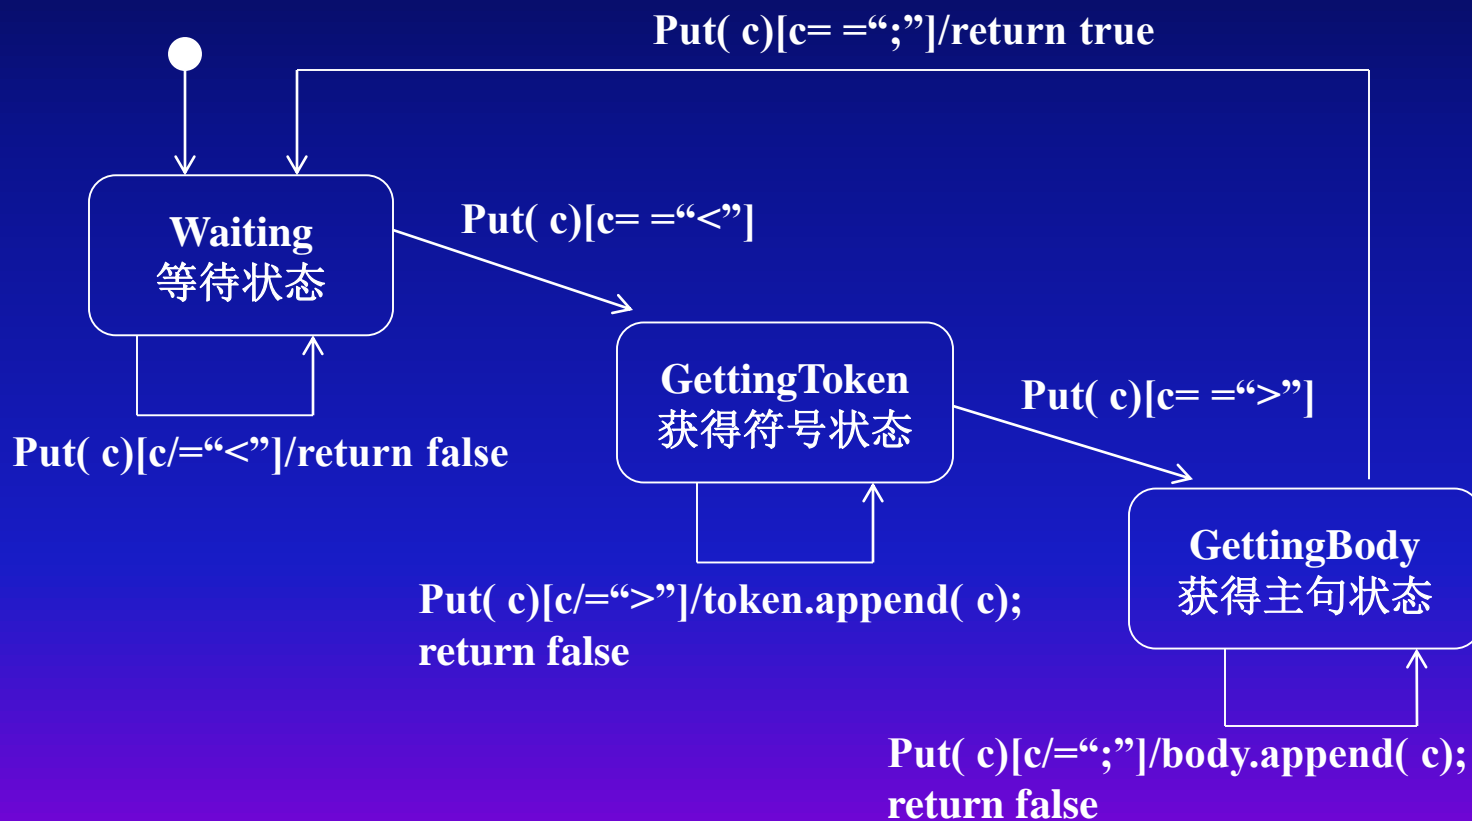 Put( c)[c= =“;”]/return true
Waiting
等待状态
Put( c)[c= =“<”]
Put( c)[c/=“<”]/return false
GettingToken
获得符号状态
Put( c)[c= =“>”]
Put( c)[c/=“>”]/token.append( c);
return false
GettingBody
获得主句状态
Put( c)[c/=“;”]/body.append( c);
return false